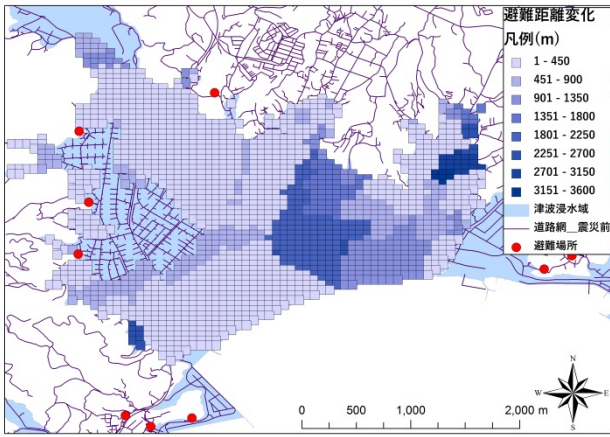 避難距離変化
凡例(m)
1 - 450
451 - 900
901 - 1350
1351 - 1800
1801 - 2250
2251 - 2700
2701 - 3150
3151 - 3600
津波浸水域
道路網__震災前
避難場所
N
W E
S
0 500 1,000 2,000 m